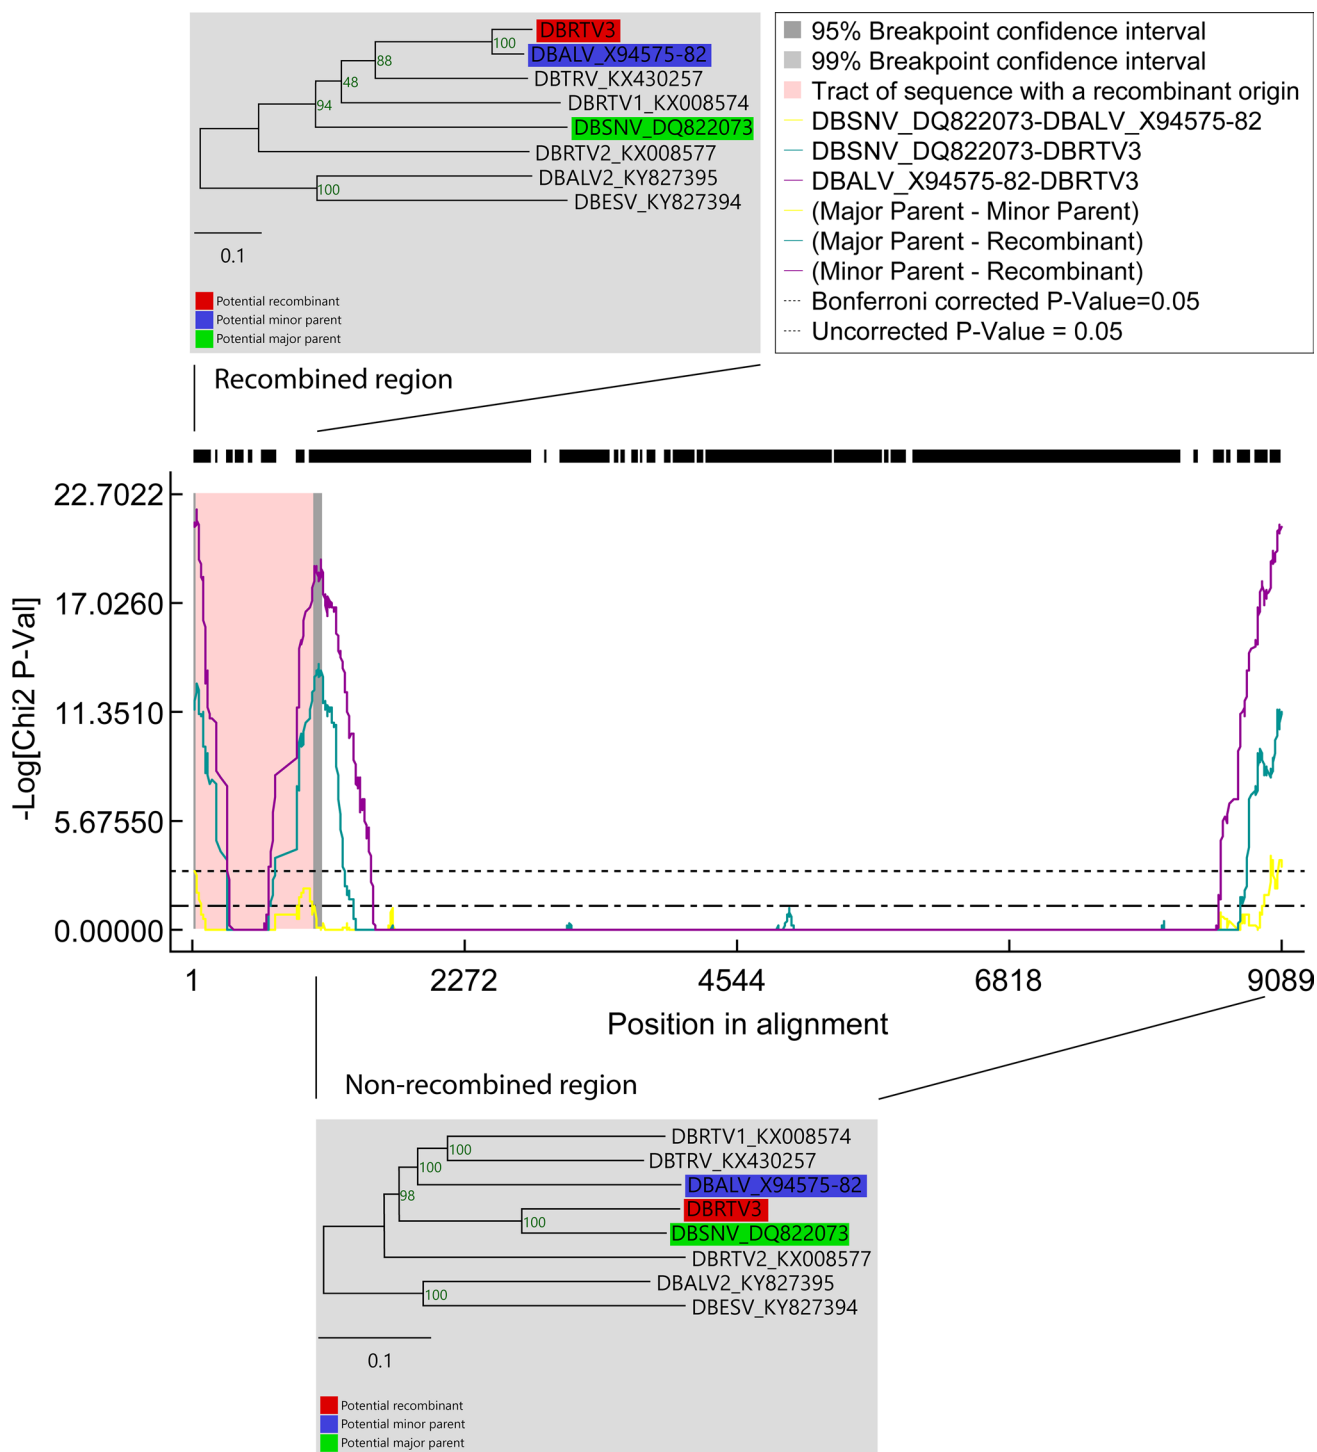 DBRTV3
100
DBALV_X94575-82
88
DBTRV_KX430257
48
DBRTV1_KX008574
94
DBSNV_DQ822073
DBRTV2_KX008577
DBALV2_KY827395
100
DBESV_KY827394
0.1
Potential recombinant
Potential minor parent
Potential major parent
95% Breakpoint confidence interval
99% Breakpoint confidence interval
Tract of sequence with a recombinant origin
DBSNV_DQ822073-DBALV_X94575-82
DBSNV_DQ822073-DBRTV3
DBALV_X94575-82-DBRTV3
(Major Parent - Minor Parent)
(Major Parent - Recombinant)
(Minor Parent - Recombinant)
Bonferroni corrected P-Value=0.05
Uncorrected P-Value = 0.05
Recombined region
-Log[Chi2 P-Val]
22.7022
17.0260
11.3510
5.67550
0.00000
1 2272 4544 6818 9089
Position in alignment
Non-recombined region
DBRTV1_KX008574
100
DBTRV_KX430257
100
DBALV_X94575-82
98
DBRTV3
100
DBSNV_DQ822073
DBRTV2_KX008577
DBALV2_KY827395
100
DBESV_KY827394
0.1
Potential recombinant
Potential minor parent
Potential major parent